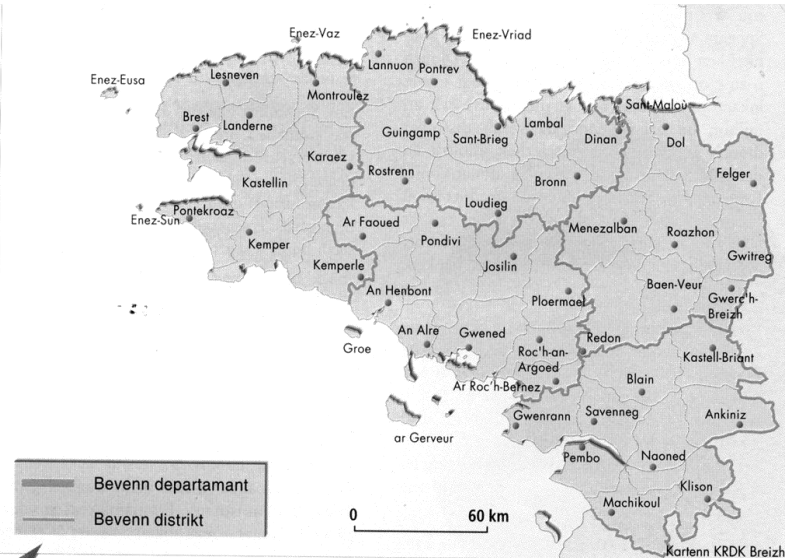 Enez-Vaz
Enez-Vriad
Lannuon
Pontrev
Enez-Eusa
Lesneven
Montroulez
Sant-Maloù
Brest
Landerne
Guingamp
Sant-Brieg
Lambal
Dinan
Dol
Karaez
Rostrenn
Kastellin
Bronn
Felger
Enez-Sun
Pontekroaz
Loudieg
Ar Faoued
Menezalban
Kemper
Pondivi
Roazhon
Gwitreg
Kemperle
Josilin
An Henbont
Ploermael
Baen-Veur
Gwerc'h-
Breizh
An Alre
Gwened
Groe
Roc'h-an-
Argoed
Redon
Kastell-Briant
Ar Roc'h-Bernez
Blain
ar Gerveur
Gwenrann
Savenneg
Ankiniz
Pembo
Naoned
Klison
Machikoul
Bevenn departamant
Bevenn distrikt
0 60 km
Kartenn KRDK Breizh